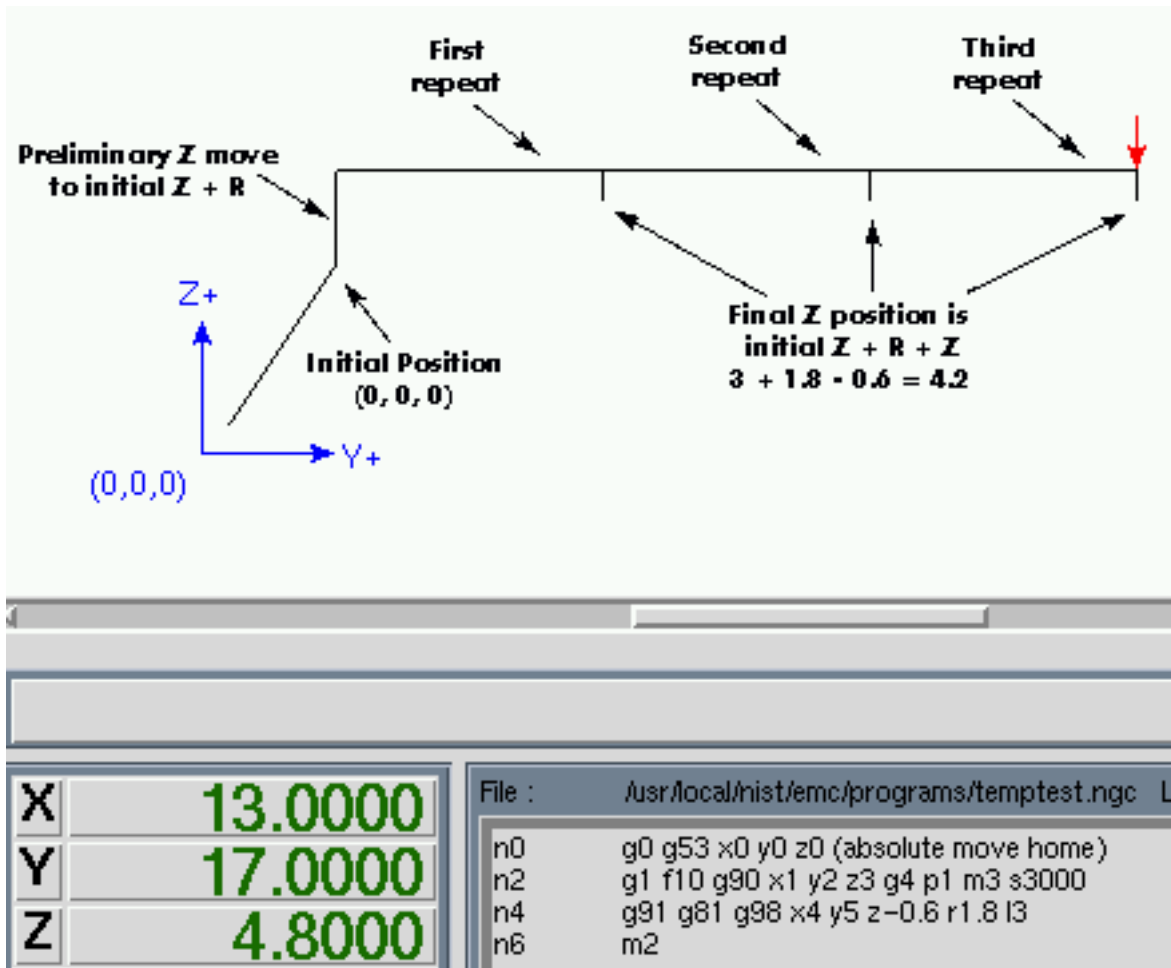 First
repeat
Second
repeat
Third
repeat
Preliminary Z move
to initial Z + R
Z+
Initial Position
(0, 0, 0)
Final Z position is
initial Z + R + Z
3 + 1.8 - 0.6 = 4.2
Y+
(0,0,0)
X 13.0000
Y 17.0000
Z 4.8000
File : /usr/local/nist/emc/programs/temptest.ngc L
n0 g0 g53 x0 y0 z0 (absolute move home)
n2 g1 f10 g90 x1 y2 z3 g4 p1 m3 s3000
n4 g91 g81 g98 x4 y5 z-0.6 r1.8 l3
n6 m2